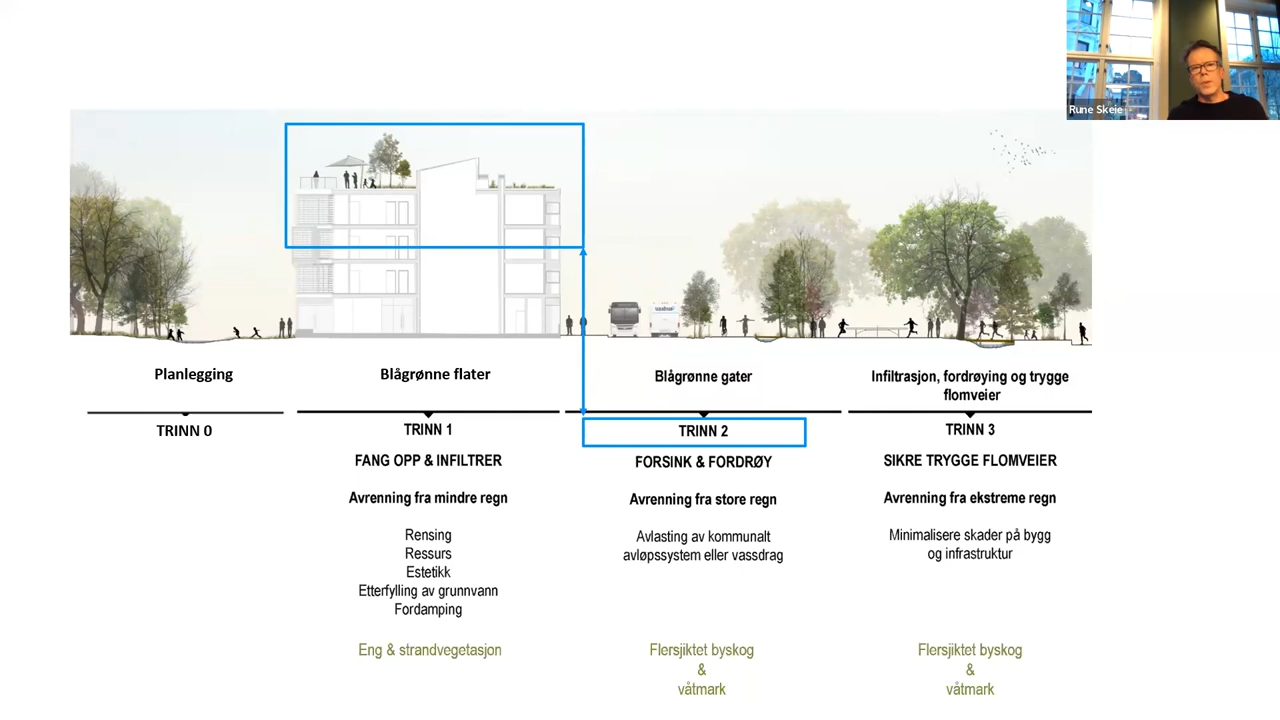 Rune Skeie
Planlegging
Blågrønne flater
Blågrønne gater
Infiltrasjon, fordrøying og trygge
flomveier
TRINN 0
TRINN 1
TRINN 2
TRINN 3
FANG OPP & INFILTRER
FORSINK & FORDRØY
SIKRE TRYGGE FLOMVEIER
Avrenning fra mindre regn
Avrenning fra store regn
Avrenning fra ekstreme regn
Rensing
Ressurs
Estetikk
Etterfylling av grunnvann
Fordamping
Avlasting av kommunalt
avløpssystem eller vassdrag
Minimalisere skader på bygg
og infrastruktur
Eng & strandvegetasjon
Flersjiktet byskog
&
våtmark
Flersjiktet byskog
&
våtmark